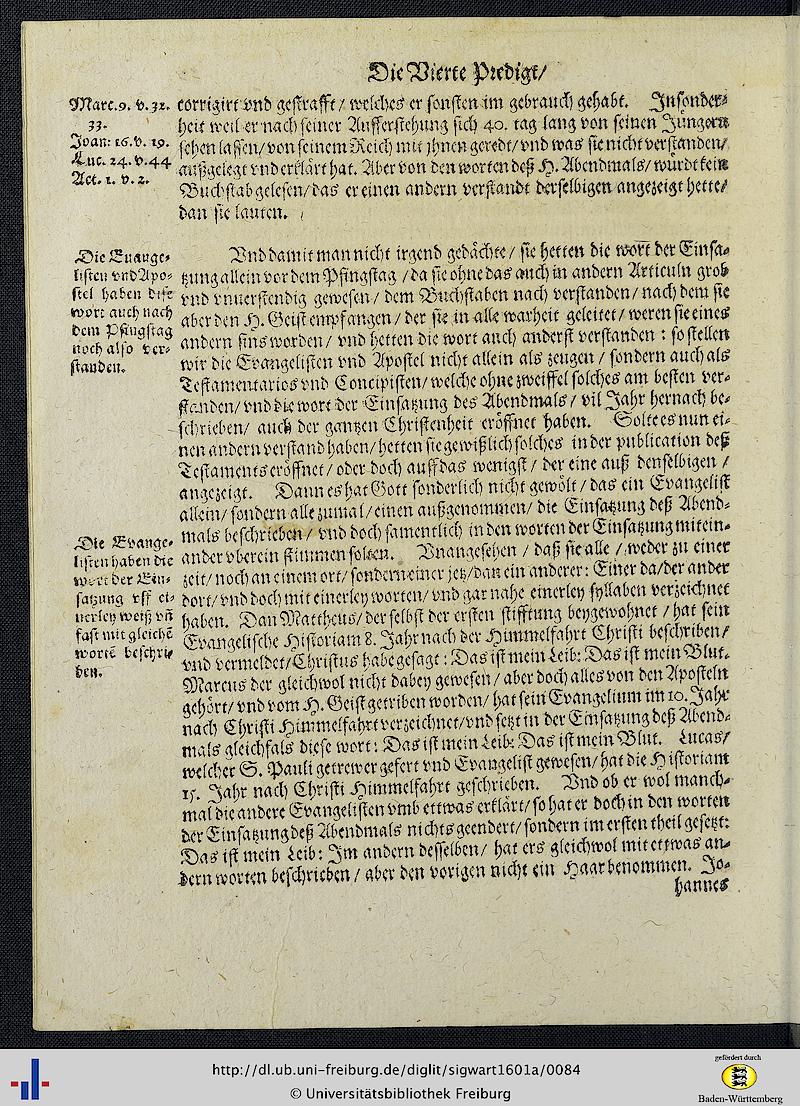 Die Vierte Predigt/
Marc. 9. v. 32.
33.
Joan: 16. v. 19.
Luc. 24. v. 44
Act. 1. v. 2.
corrigirt vnd gestrafft / welches er sonsten im gebrauch gehabt. Insonder-
heit weil er nach seiner Aufferstehung sich 40. tag lang von seinen Jüngern
sehen lassen/ von seinem Reich mit jhnen geredt/ vnd was sie nicht verstanden/
außgelegt vnd erklärt hat. Aber von den worten deß H. Abendmals/ würdt kein
Buchstab gelesen/ das er einen andern verstandt derselbigen angezeigt hette/
dan sie lauten.
Die Euange-
listen vnd Apo-
stel haben dise
wort auch nach
dem Pfingstag
noch also ver-
standen.
Vnd damit man nicht irgend gedächte / sie hetten die wort der Einsa-
tzung allein vor dem Pfingstag / da sie ohne das auch in andern Articuln grob
vnd vnuerstendig gewesen / dem Buchstaben nach verstanden / nach dem sie
aber den H. Geist empfangen / der sie in alle warheit geleitet / weren sie eines
andern sins worden / vnd hetten die wort auch anderst verstanden : so stellen
wir die Evangelisten vnd Apostel nicht allein als zeugen / sondern auch als
Testamentarios vnd Concipisten/ welche ohne zweiffel solches am besten ver-
standen/ vnd die wort der Einsatzung des Abendmals / vil Jahr hernach be-
schrieben / auch der gantzen Christenheit eröffnet haben. Solte es nun ei-
nen andern verstand haben/ hetten sie gewißlich solches in der publication deß
Testaments eröffnet / oder doch auff das wenigst / der eine auß denselbigen /
angezeigt. Dann es hat Gott sonderlich nicht gewölt / das ein Evangelist
allein/ sondern alle zumal / einen außgenommen / die Einsatzung deß Abend-
mals beschrieben / vnd doch samentlich in den worten der Einsatzung mitein-
ander vberein stimmen solten. Vnangesehen / daß sie alle / weder zu einer
zeit / noch an einem ort / sondern einer jetz / dan ein anderer : Einer da / der ander
dort / vnd doch mit einerley worten / vnd gar nahe einerley syllaben verzeichnet
haben. Dan Mattheus / der selbst der ersten stifftung beygewohnet / hat sein
Evangelische Historiam 8. Jahr nach der Himmelfahrt Christi beschriben /
vnd vermeldet / Christus habe gesagt : Das ist mein Leib: Das ist mein Blut.
Die Evange-
listen haben die
wort der Ein-
satzung vff ei-
nerley weiß vñ
fast mit gleichẽ
wortẽ beschrie
ben.
Marcus der gleichwol nicht dabey gewesen / aber doch alles von den Aposteln
gehört / vnd vom H. Geist getriben worden / hat sein Evangelium im 10. Jahr
nach Christi Himmelfahrt verzeichnet / vnd setzt in der Einsatzung deß Abend-
mals gleichfals diese wort : Das ist mein Leib: Das ist mein Blut. Lucas/
welcher S. Pauli getrewer gefert vnd Evangelist gewesen / hat die Historiam
15. Jahr nach Christi Himmelfahrt geschrieben. Vnd ob er wol manch-
mal die andere Evangelisten vmb ettwas erklärt / so hat er doch in den worten
der Einsatzung deß Abendmals nichts geendert / sondern im ersten theil gesetzt:
Das ist mein Leib : Im andern desselben / hat ers gleichwol mit ettwas an-
dern worten beschrieben / aber den vorigen nicht ein Haar benommen. Jo-
hannes
http://dl.ub.uni-freiburg.de/diglit/sigwart1601a/0084
© Universitätsbibliothek Freiburg
gefördert durch
Baden-Württemberg